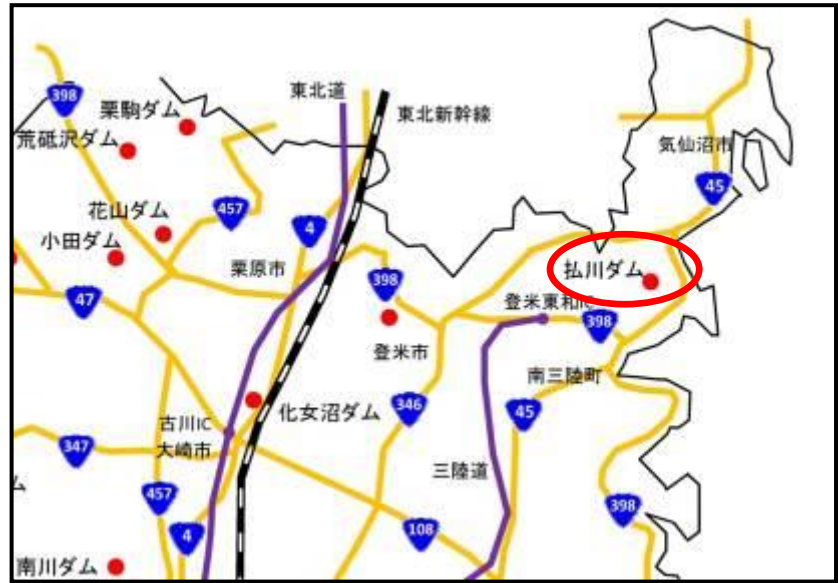 398
栗駒ダム
東北道
東北新幹線
荒砥沢ダム
気仙沼市
45
花山ダム
457
4
小田ダム
栗原市
払川ダム
398
47
登米東和IC
398
登米市
南三陸町
346
45
化女沼ダム
古川IC
大崎市
347
三陸道
ム
457
398
4
108
南川ダム